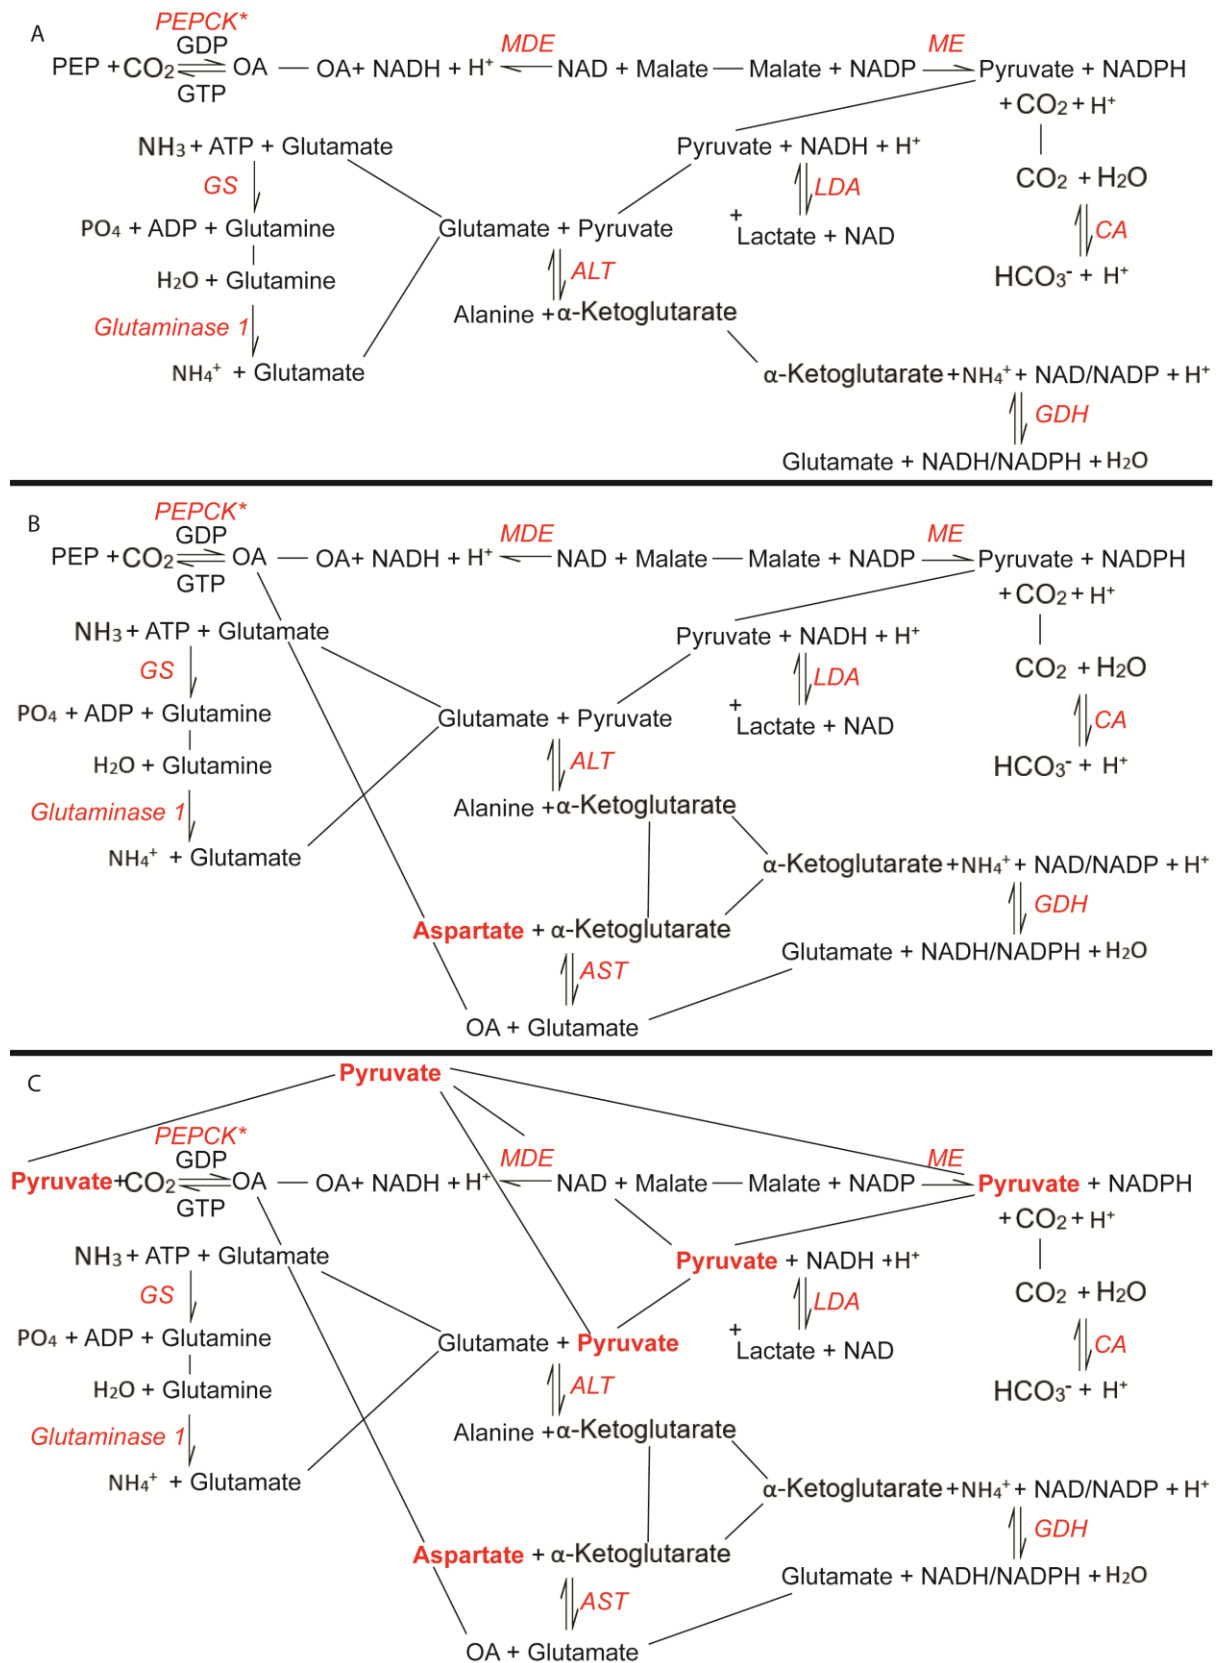 A
PEPCK*
GDP
MDE
ME
PEP + CO2 ⇌ OA — OA+ NADH + H+ ← NAD + Malate — Malate + NADP → Pyruvate + NADPH
GTP
+ CO2 + H+
NH3 + ATP + Glutamate
Pyruvate + NADH + H+
GS
LDA
CO2 + H2O
PO4 + ADP + Glutamine
Glutamate + Pyruvate
+
Lactate + NAD
CA
H2O + Glutamine
ALT
HCO3- + H+
Alanine + α-Ketoglutarate
Glutaminase 1
NH4+ + Glutamate
α-Ketoglutarate + NH4+ + NAD/NADP + H+
GDH
Glutamate + NADH/NADPH + H2O
B
PEPCK*
GDP
MDE
ME
PEP + CO2 ⇌ OA — OA+ NADH + H+ ← NAD + Malate — Malate + NADP → Pyruvate + NADPH
GTP
+ CO2 + H+
NH3 + ATP + Glutamate
Pyruvate + NADH + H+
GS
LDA
CO2 + H2O
PO4 + ADP + Glutamine
Glutamate + Pyruvate
+
Lactate + NAD
CA
H2O + Glutamine
ALT
HCO3- + H+
Glutaminase 1
Alanine + α-Ketoglutarate
NH4+ + Glutamate
α-Ketoglutarate + NH4+ + NAD/NADP + H+
GDH
Aspartate + α-Ketoglutarate
Glutamate + NADH/NADPH + H2O
AST
OA + Glutamate
C
Pyruvate
PEPCK*
GDP
MDE
ME
Pyruvate + CO2 ⇌ OA — OA+ NADH + H+ ← NAD + Malate — Malate + NADP → Pyruvate + NADPH
GTP
+ CO2 + H+
NH3 + ATP + Glutamate
Pyruvate + NADH + H+
GS
LDA
CO2 + H2O
PO4 + ADP + Glutamine
Glutamate + Pyruvate
+
Lactate + NAD
CA
H2O + Glutamine
ALT
HCO3- + H+
Glutaminase 1
Alanine + α-Ketoglutarate
NH4+ + Glutamate
α-Ketoglutarate + NH4+ + NAD/NADP + H+
GDH
Aspartate + α-Ketoglutarate
Glutamate + NADH/NADPH + H2O
AST
OA + Glutamate